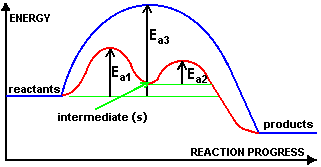 ENERGY
Ea3
Ea1
Ea2
reactants
intermediate (s)
products
REACTION PROGRESS